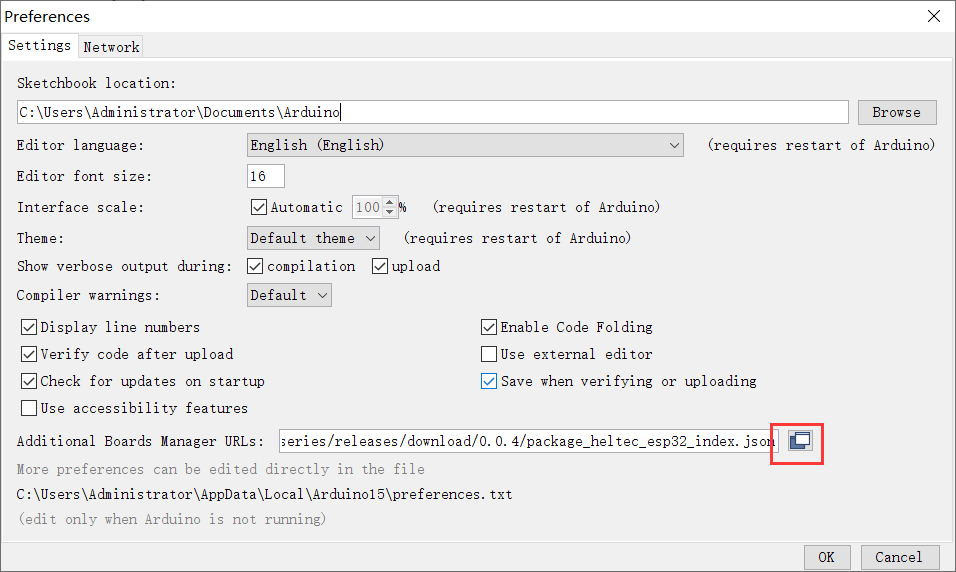 Preferences
Settings Network
Sketchbook location:
C:\Users\Administrator\Documents\Arduino Browse
Editor language: English (English) (requires restart of Arduino)
Editor font size: 16
Interface scale: Automatic 100 % (requires restart of Arduino)
Theme: Default theme (requires restart of Arduino)
Show verbose output during: compilation upload
Compiler warnings: Default
Display line numbers Enable Code Folding
Verify code after upload Use external editor
Check for updates on startup Save when verifying or uploading
Use accessibility features
Additional Boards Manager URLs: series/releases/download/0.0.4/package_heltec_esp32_index.json
More preferences can be edited directly in the file
C:\Users\Administrator\AppData\Local\Arduino15\preferences.txt
(edit only when Arduino is not running)
OK Cancel